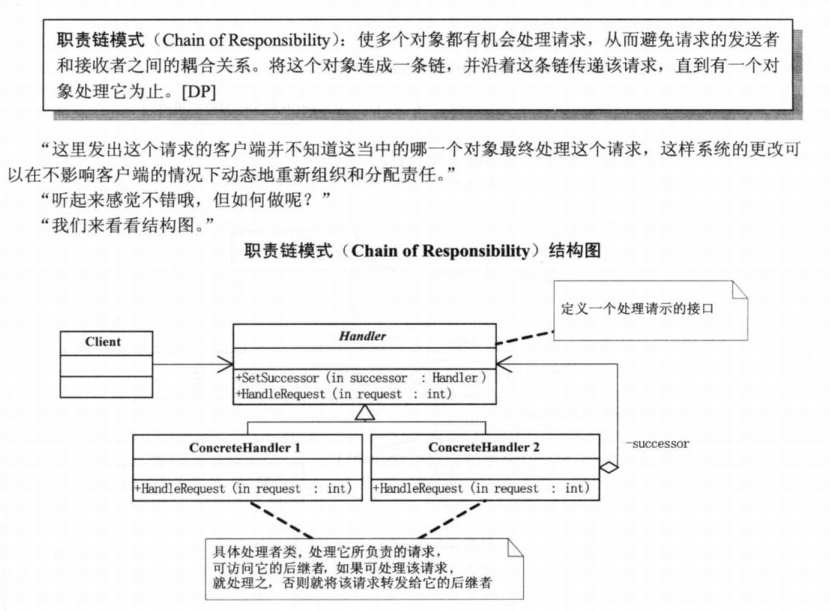 职责链模式（Chain of Responsibility）：使多个对象都有机会处理请求，从而避免请求的发送者
和接收者之间的耦合关系。将这个对象连成一条链，并沿着这条链传递该请求，直到有一个对
象处理它为止。[DP]
“这里发出这个请求的客户端并不知道这当中的哪一个对象最终处理这个请求，这样系统的更改可
以在不影响客户端的情况下动态地重新组织和分配责任。”
“听起来感觉不错哦，但如何做呢？”
“我们来看看结构图。”
职责链模式（Chain of Responsibility）结构图
定义一个处理请示的接口
Client
Handler
+SetSuccessor (in successor : Handler)
+HandleRequest (in request : int)
ConcreteHandler 1
ConcreteHandler 2
-successor
+HandleRequest (in request : int)
+HandleRequest (in request : int)
具体处理者类，处理它所负责的请求，
可访问它的后继者，如果可处理该请求，
就处理之，否则就将该请求转发给它的后继者